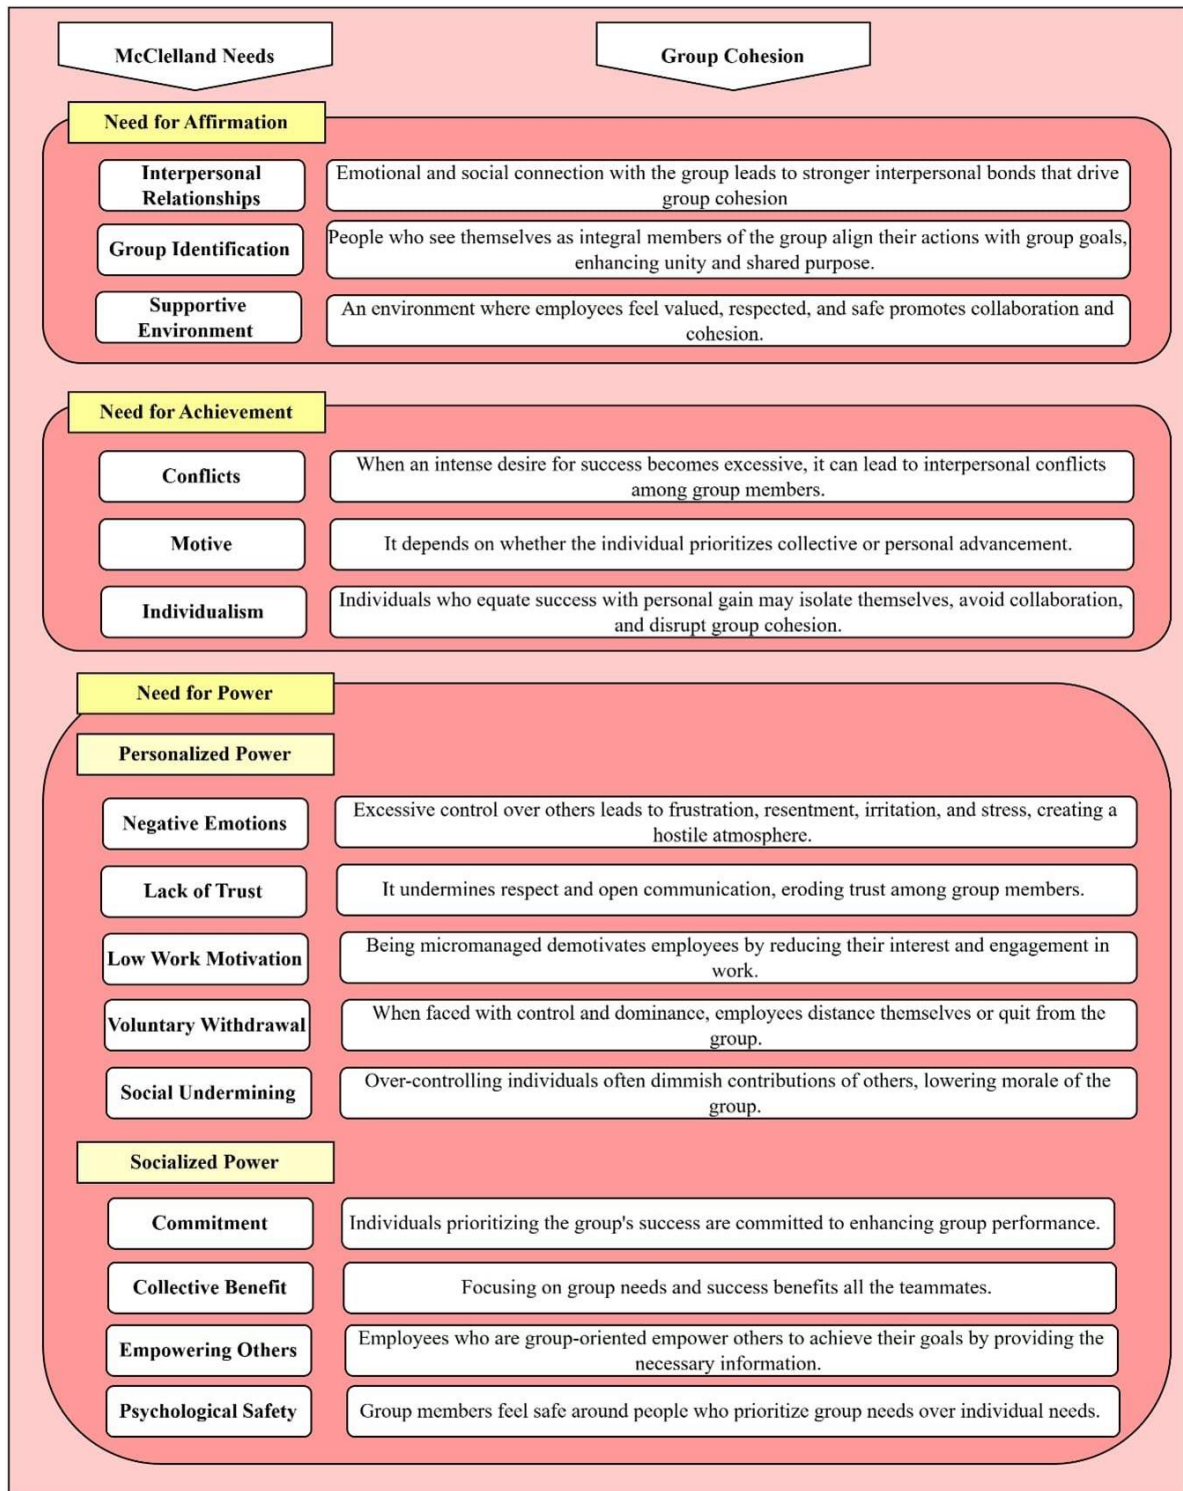 McClelland Needs
Group Cohesion
Need for Affirmation
Interpersonal
Relationships
Emotional and social connection with the group leads to stronger interpersonal bonds that drive
group cohesion
Group Identification
People who see themselves as integral members of the group align their actions with group goals,
enhancing unity and shared purpose.
Supportive
Environment
An environment where employees feel valued, respected, and safe promotes collaboration and
cohesion.
Need for Achievement
Conflicts
When an intense desire for success becomes excessive, it can lead to interpersonal conflicts
among group members.
Motive
It depends on whether the individual prioritizes collective or personal advancement.
Individualism
Individuals who equate success with personal gain may isolate themselves, avoid collaboration,
and disrupt group cohesion.
Need for Power
Personalized Power
Negative Emotions
Excessive control over others leads to frustration, resentment, irritation, and stress, creating a
hostile atmosphere.
Lack of Trust
It undermines respect and open communication, eroding trust among group members.
Low Work Motivation
Being micromanaged demotivates employees by reducing their interest and engagement in
work.
Voluntary Withdrawal
When faced with control and dominance, employees distance themselves or quit from the
group.
Social Undermining
Over-controlling individuals often dimmish contributions of others, lowering morale of the
group.
Socialized Power
Commitment
Individuals prioritizing the group's success are committed to enhancing group performance.
Collective Benefit
Focusing on group needs and success benefits all the teammates.
Empowering Others
Employees who are group-oriented empower others to achieve their goals by providing the
necessary information.
Psychological Safety
Group members feel safe around people who prioritize group needs over individual needs.